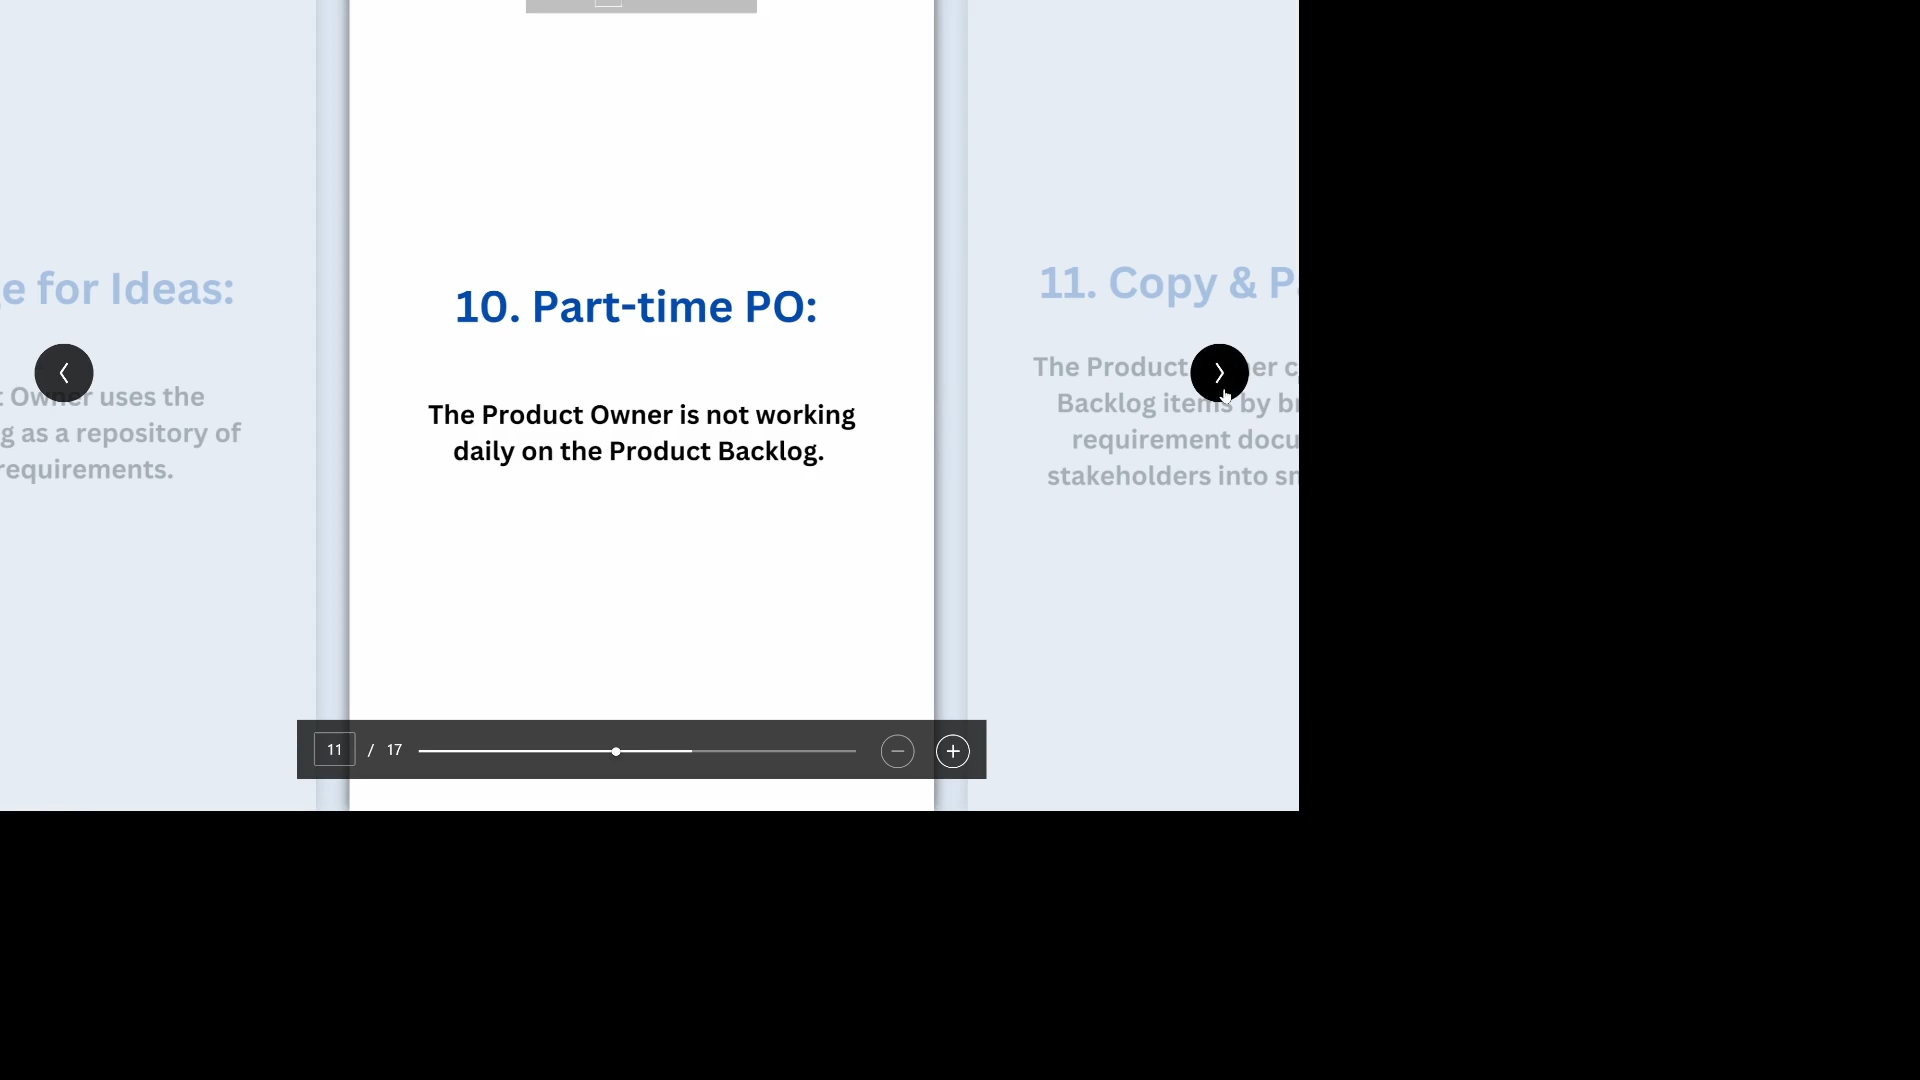 e for Ideas:
Owner uses the
g as a repository of
requirements.
10. Part-time PO:
The Product Owner is not working
daily on the Product Backlog.
11. Copy & P
The Product er c
Backlog items by
requirement docu
stakeholders into
11 / 17